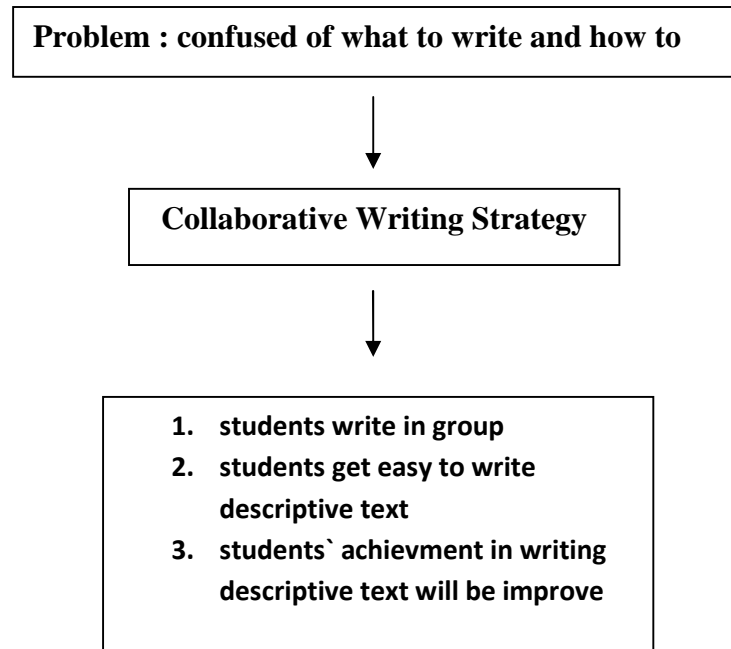 Problem : confused of what to write and how to
Collaborative Writing Strategy
1. students write in group
2. students get easy to write
descriptive text
3. students` achievment in writing
descriptive text will be improve